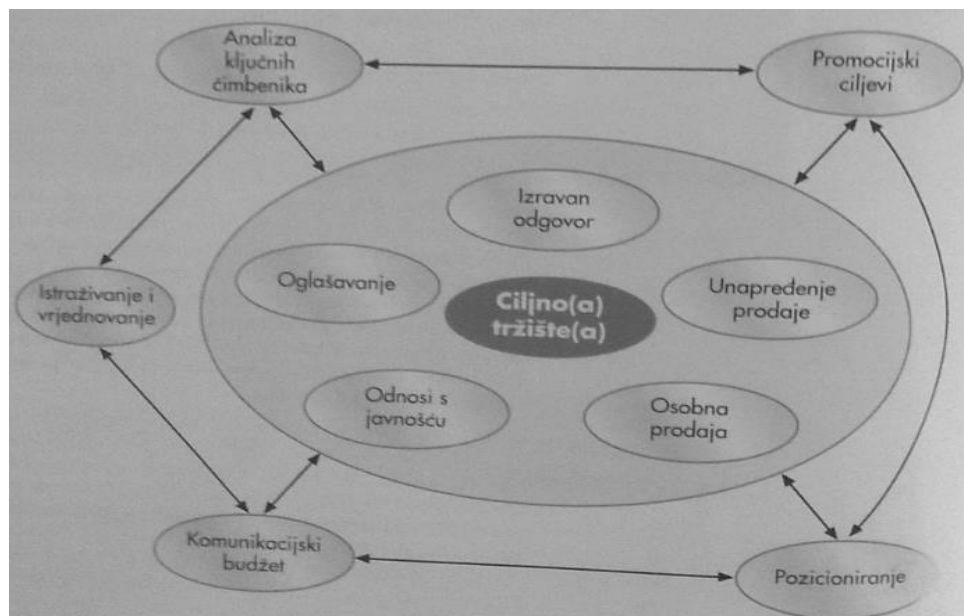 Analiza
ključnih
čimbenika
Promocijski
ciljevi
Izravan
odgovor
Oglašavanje
Unapređenje
prodaje
Ciljno(a)
tržište(a)
Istraživanje i
vrjednovanje
Odnosi s
javnošću
Osobna
prodaja
Komunikacijski
budžet
Pozicioniranje